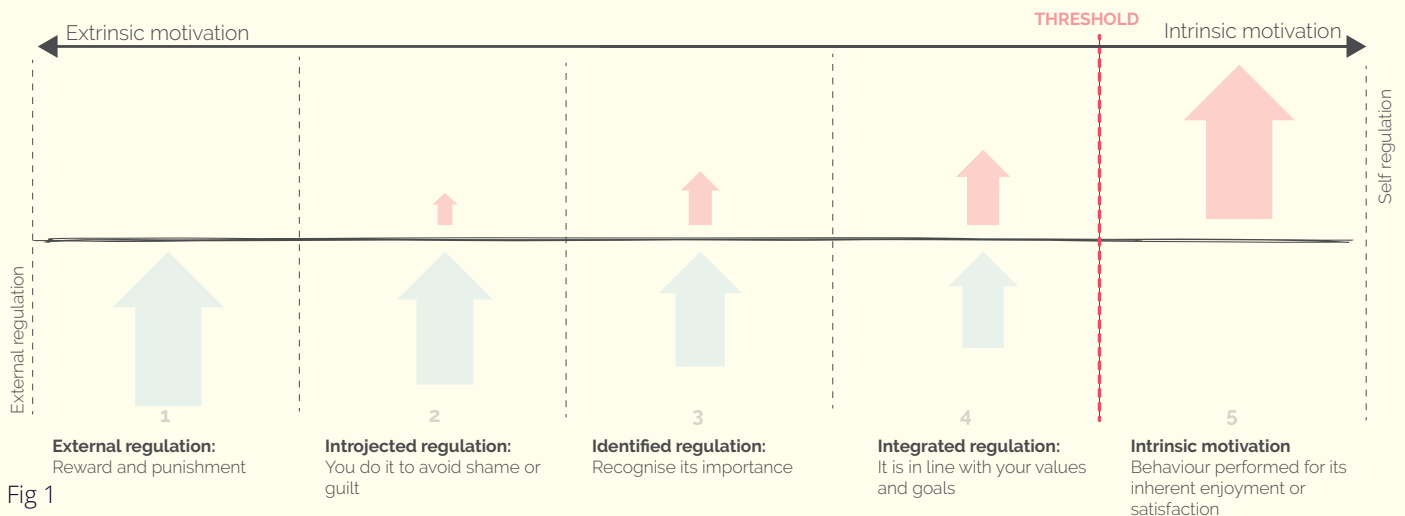 THRESHOLD
Extrinsic motivation
Intrinsic motivation
Self regulation
External regulation
1
2
3
4
5
External regulation:
Reward and punishment
Introjected regulation:
You do it to avoid shame or
guilt
Identified regulation:
Recognise its importance
Integrated regulation:
It is in line with your values
and goals
Intrinsic motivation
Behaviour performed for its
inherent enjoyment or
satisfaction
Fig 1